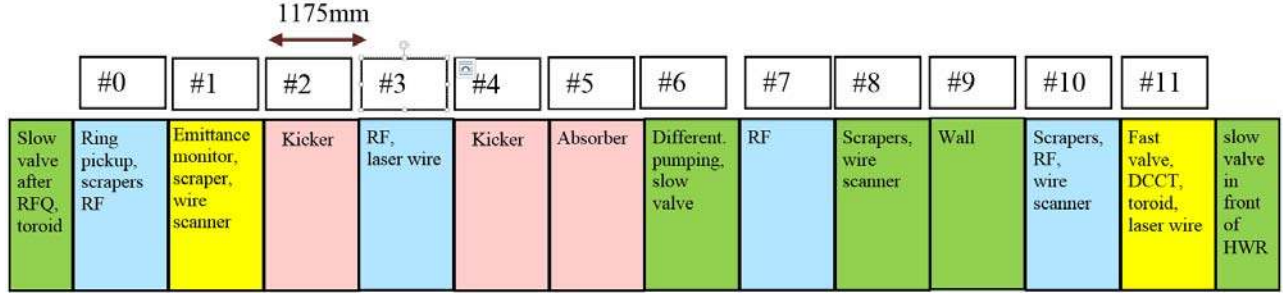 1175mm
#0
#1
#2
#3
#4
#5
#6
#7
#8
#9
#10
#11
Slow
valve
after
RFQ,
toroid
Ring
pickup,
scrapers
RF
Emittance
monitor,
scraper,
wire
scanner
Kicker
RF,
laser wire
Kicker
Absorber
Different.
pumping,
slow
valve
RF
Scrapers,
wire
scanner
Wall
Scrapers,
RF,
wire
scanner
Fast
valve,
DCCT,
toroid,
laser wire
slow
valve
in
front
of
HWR